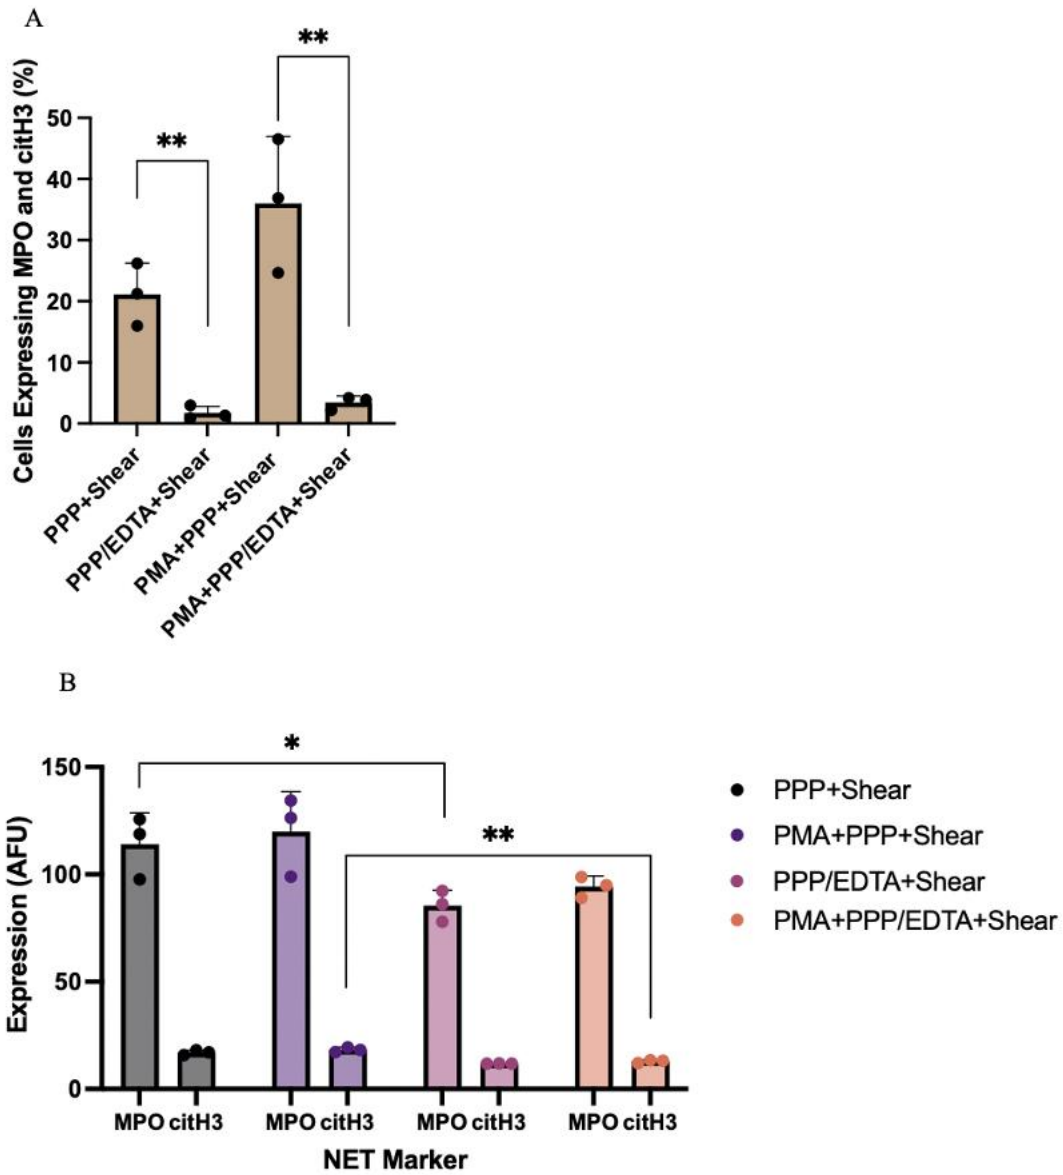 A
**
**
Cells Expressing MPO and citH3 (%)
50
40
30
20
10
0
PPP+Shear
PPP/EDTA+Shear
PMA+PPP+Shear
PMA+PPP/EDTA+Shear
B
*
**
Expression (AFU)
150
100
50
0
MPO citH3 MPO citH3 MPO citH3 MPO citH3
NET Marker
PPP+Shear
PMA+PPP+Shear
PPP/EDTA+Shear
PMA+PPP/EDTA+Shear